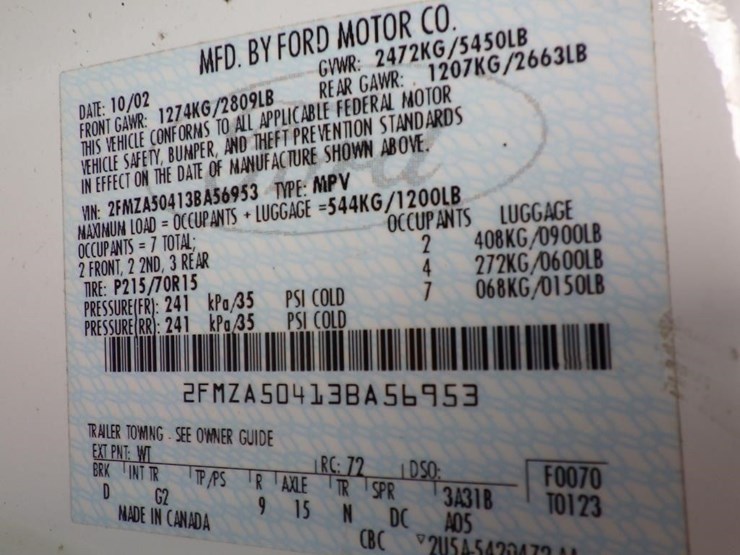 MFD. BY FORD MOTOR CO.
DATE: 10/02 GVWR: 2472KG/5450LB
FRONT GAWR: 1274KG/2809LB REAR GAWR: 1207KG/2663LB
THIS VEHICLE CONFORMS TO ALL APPLICABLE FEDERAL MOTOR
VEHICLE SAFETY, BUMPER, AND THEFT PREVENTION STANDARDS
IN EFFECT ON THE DATE OF MANUFACTURE SHOWN ABOVE.
VIN: 2FMZA50413BA56953 TYPE: MPV
MAXIMUM LOAD = OCCUPANTS + LUGGAGE =544KG/1200LB
OCCUPANTS = 7 TOTAL; OCCUPANTS LUGGAGE
2 FRONT, 2 2ND, 3 REAR 2 408KG/0900LB
TIRE: P215/70R15 4 272KG/0600LB
PRESSURE(FR): 241 kPa/35 PSI COLD 7 068KG/0150LB
PRESSURE(RR): 241 kPa/35 PSI COLD
2FMZA50413BA56953
TRAILER TOWING - SEE OWNER GUIDE
EXT PNT: WT RC: 72 DSO: F0070
BRK INT TR TP/PS R AXLE TR SPR 3A31B T0123
D G2 9 15 N DC A05
MADE IN CANADA CBC